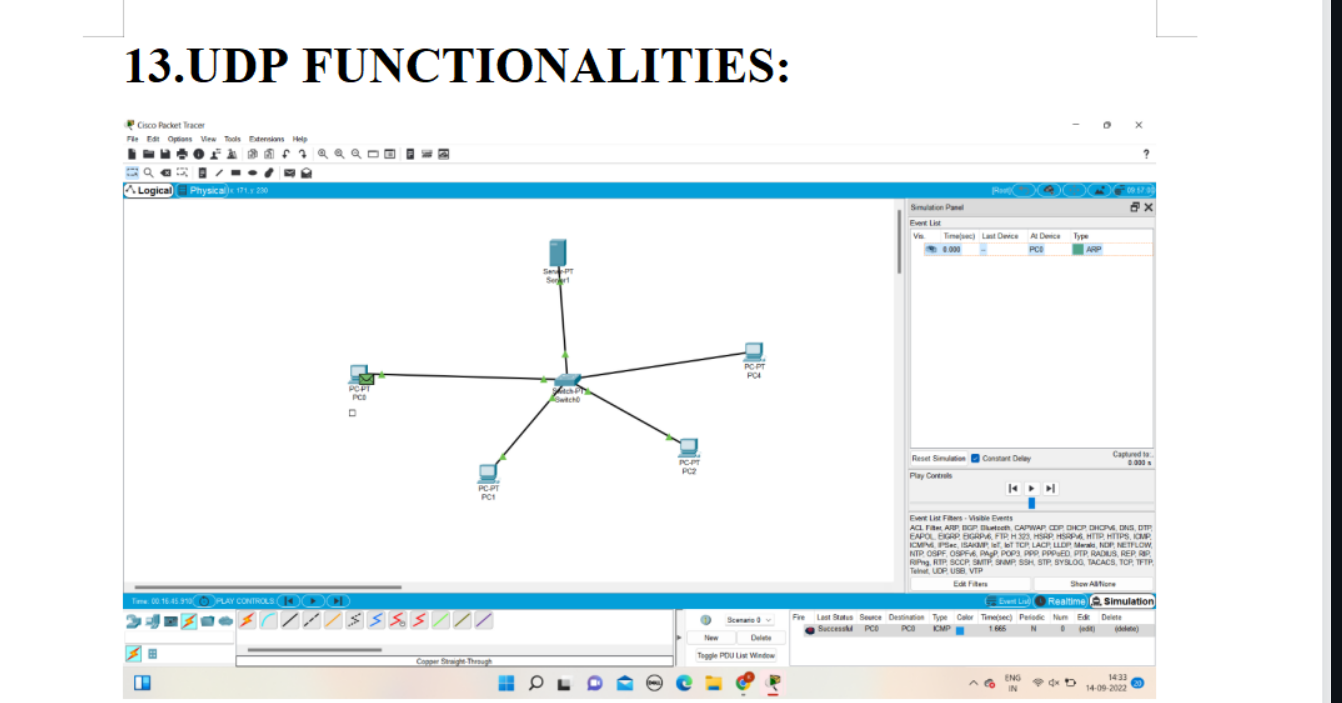 13.UDP FUNCTIONALITIES:
Cisco Packet Tracer
File Edit Options View Tools Extensions Help
?
Logical Physical x: 171, y: 200
[Root] 09:57:00
Simulation Panel
Event List
Vis. Time(sec) Last Device At Device Type
0.000 -- PC0 ARP
Server-PT
Server1
PC-PT
PC4
PC-PT
PC0
Switch-PT
Switch0
PC-PT
PC2
PC-PT
PC1
Reset Simulation Constant Delay
Captured to:
0.000 s
Play Controls
Event List Filters - Visible Events
ACL Filter, ARP, BGP, Bluetooth, CAPWAP, CDP, DHCP, DHCPv6, DNS, DTP,
EAPOL, EIGRP, EIGRPv6, FTP, H.323, HSRP, HSRPv6, HTTP, HTTPS, ICMP,
ICMPv6, IPSec, ISAKMP, IoT, IoT TCP, LACP, LLDP, Meraki, NDP, NETFLOW,
NTP, OSPF, OSPFv6, PAgP, POP3, PPP, PPPoED, PTP, RADIUS, REP, RIP,
RIPng, RTP, SCCP, SMTP, SNMP, SSH, STP, SYSLOG, TACACS, TCP, TFTP,
Telnet, UDP, USB, VTP
Edit Filters Show All/None
Time: 00:16:45.910 PLAY CONTROLS: Event List Realtime Simulation
Scenario 0
New Delete
Toggle PDU List Window
Fire Last Status Source Destination Type Color Time(sec) Periodic Num Edit Delete
Successful PC0 PC0 ICMP 1.665 N 0 (edit) (delete)
Copper Straight-Through
DELL
ENG
IN
14:33
14-09-2022
20